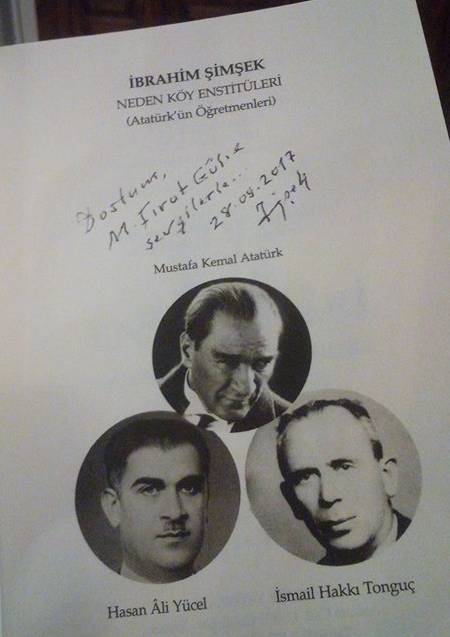 İBRAHİM ŞİMŞEK
NEDEN KÖY ENSTİTÜLERİ
(Atatürk'ün Öğretmenleri)
Dostum,
M. Fırat Gül'e
sevgilerle...
28.09.2017
Mustafa Kemal Atatürk
Hasan Âli Yücel
İsmail Hakkı Tonguç